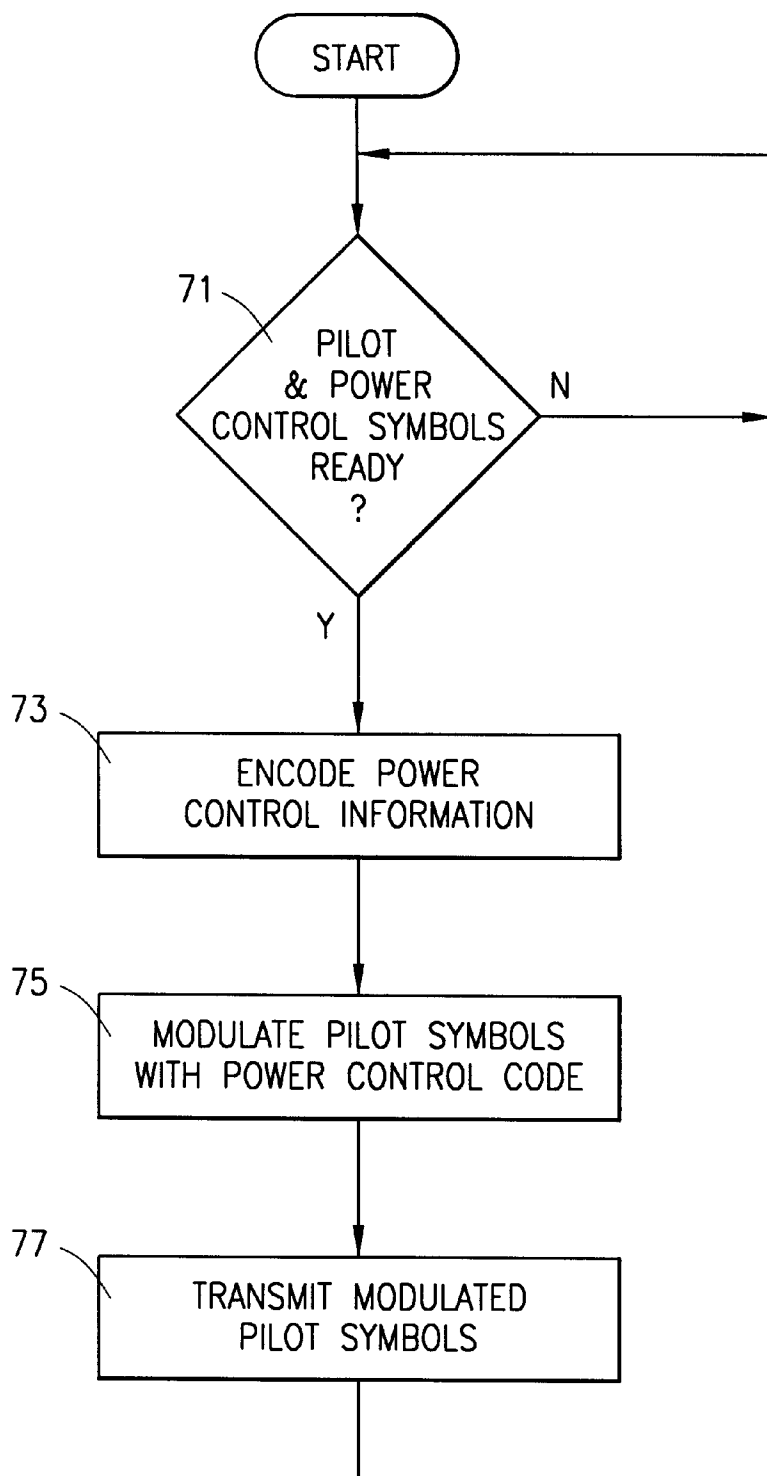 START
71
PILOT
& POWER
CONTROL SYMBOLS
READY
?
N
Y
73
ENCODE POWER
CONTROL INFORMATION
75
MODULATE PILOT SYMBOLS
WITH POWER CONTROL CODE
77
TRANSMIT MODULATED
PILOT SYMBOLS